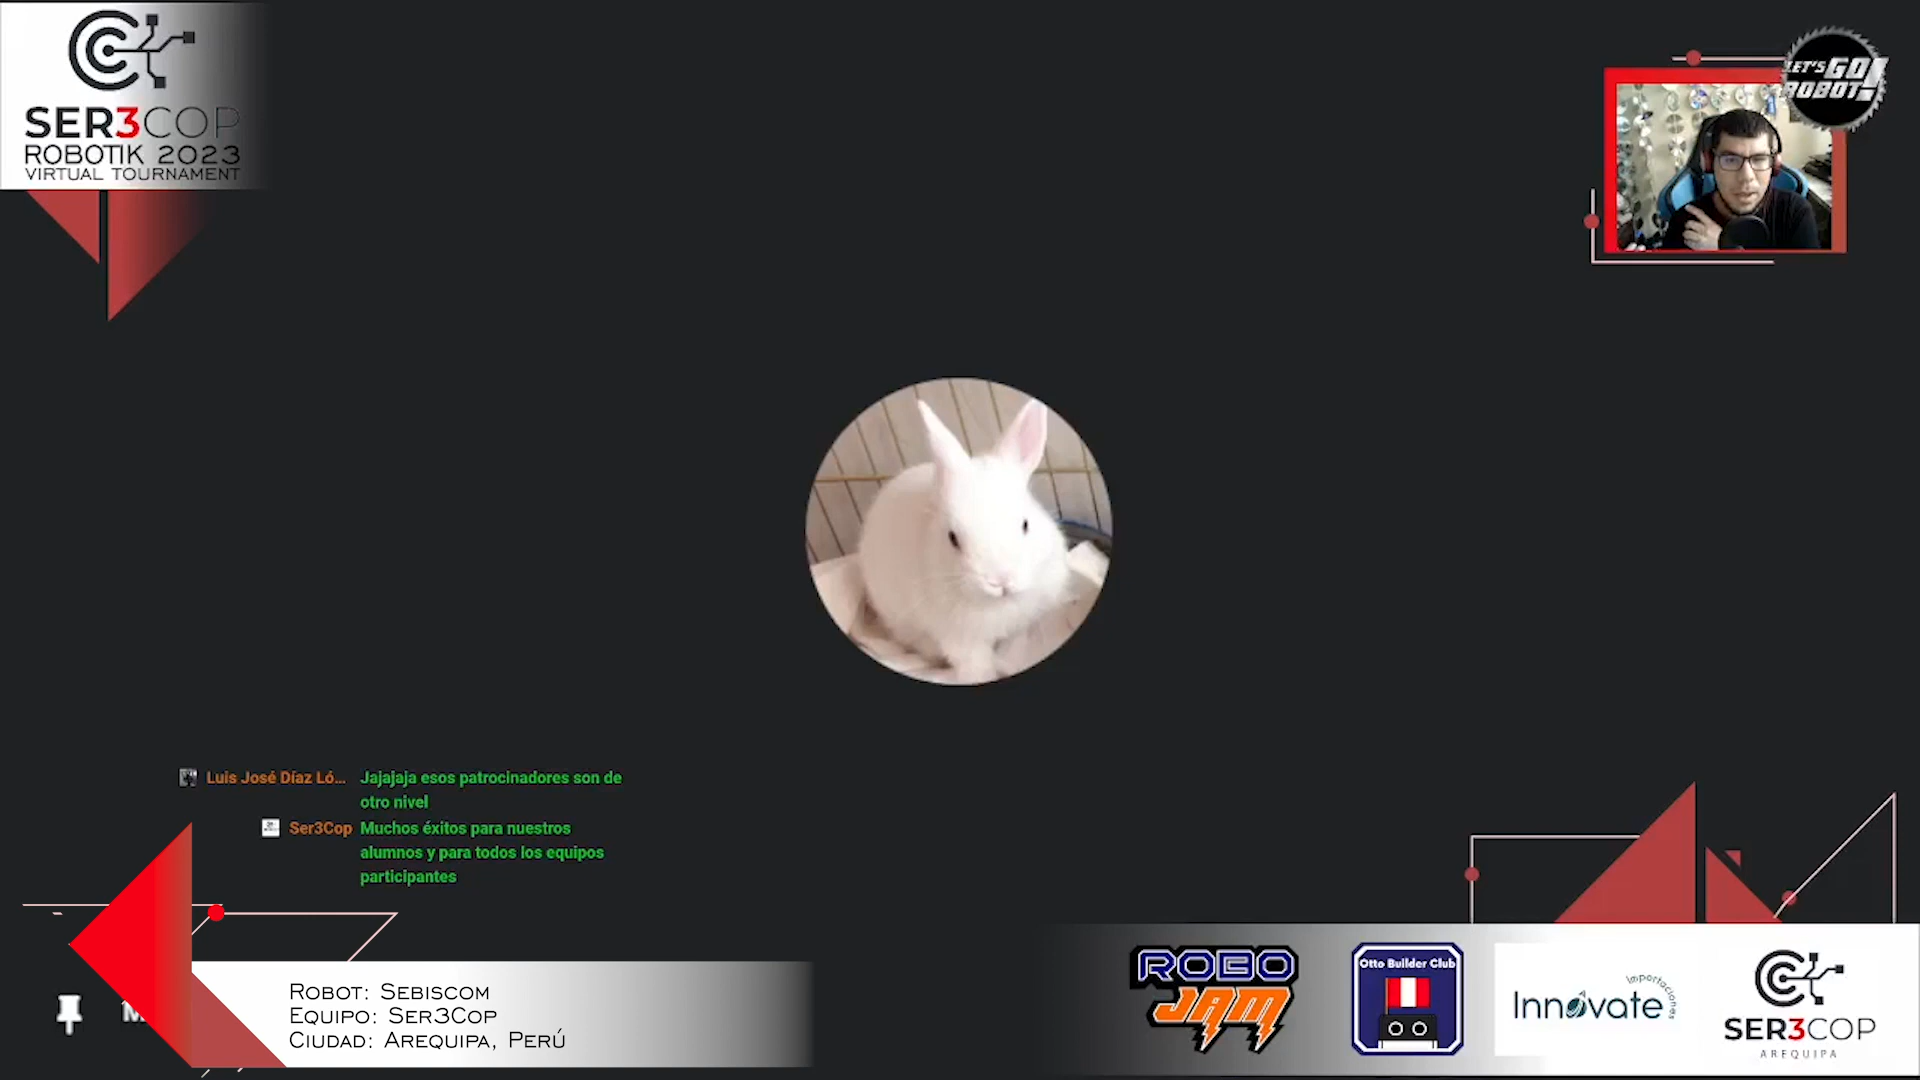 SER3COP
ROBOTIK 2023
VIRTUAL TOURNAMENT
LET'S GO
ROBOT!
Luis José Díaz Ló... Jajajaja esos patrocinadores son de
otro nivel
Ser3Cop Muchos éxitos para nuestros
alumnos y para todos los equipos
participantes
Robot: Sebiscom
Equipo: Ser3Cop
Ciudad: Arequipa, Perú
ROBO
JAM
Otto Builder Club
Innovate
importaciones
SER3COP
AREQUIPA